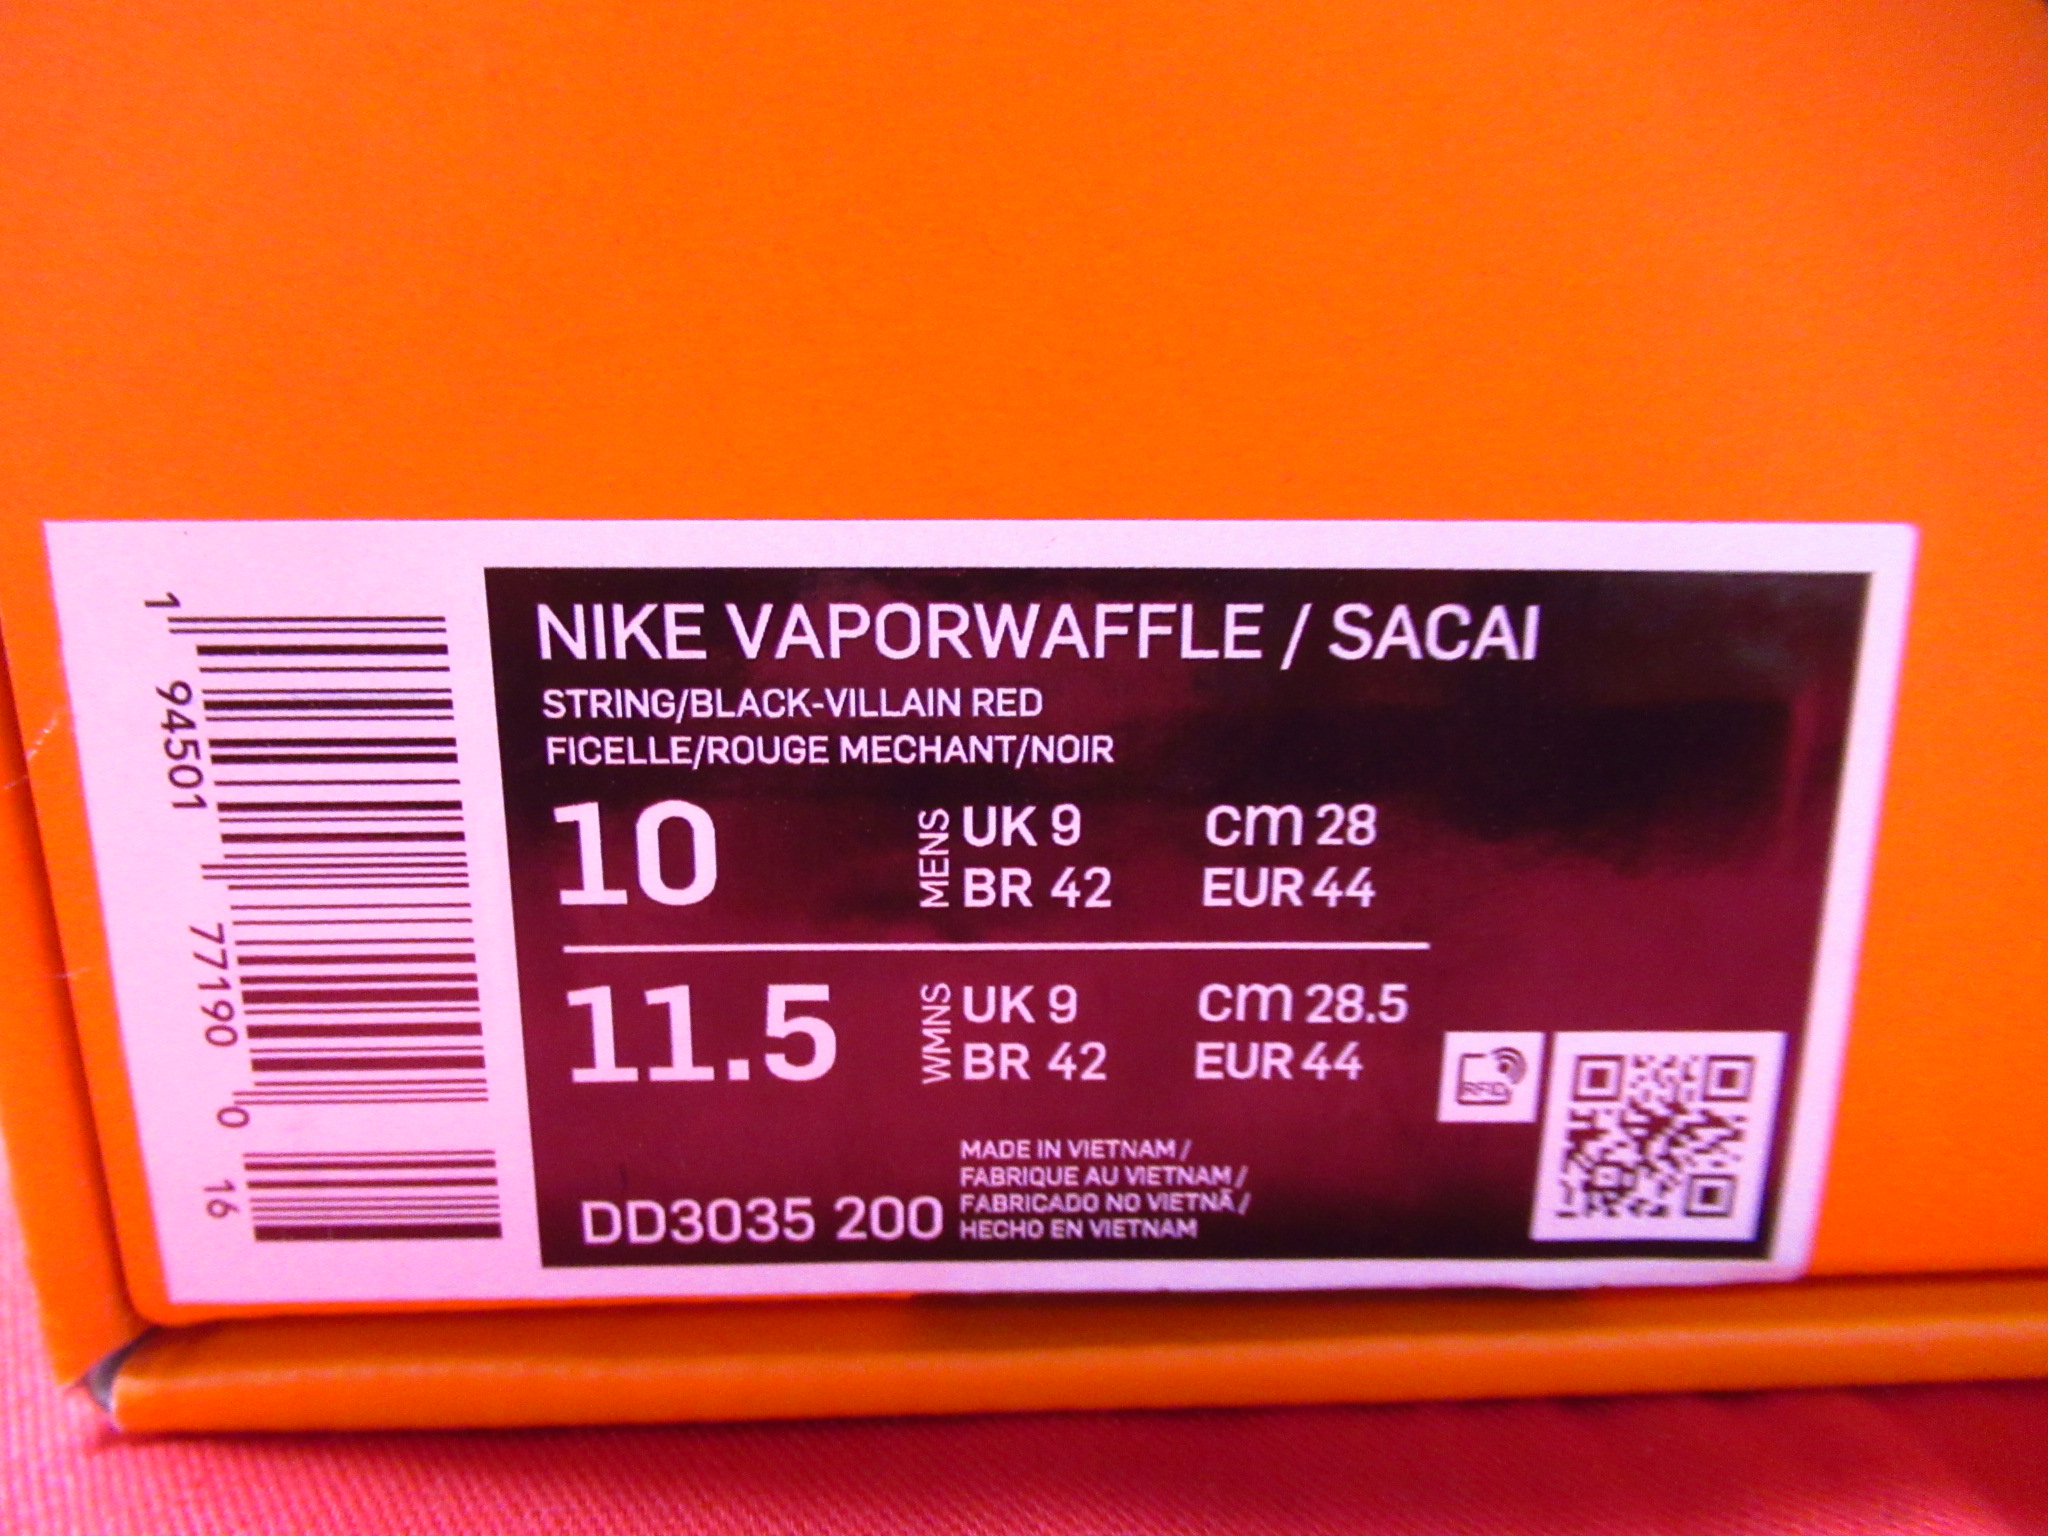 1 94501 77190 0 16
NIKE VAPORWAFFLE / SACAI
STRING/BLACK-VILLAIN RED
FICELLE/ROUGE MECHANT/NOIR
10 MENS UK 9 cm 28
BR 42 EUR 44
11.5 WMNS UK 9 cm 28.5
BR 42 EUR 44
RFID
DD3035 200
MADE IN VIETNAM /
FABRIQUE AU VIETNAM /
FABRICADO NO VIETNÃ /
HECHO EN VIETNAM